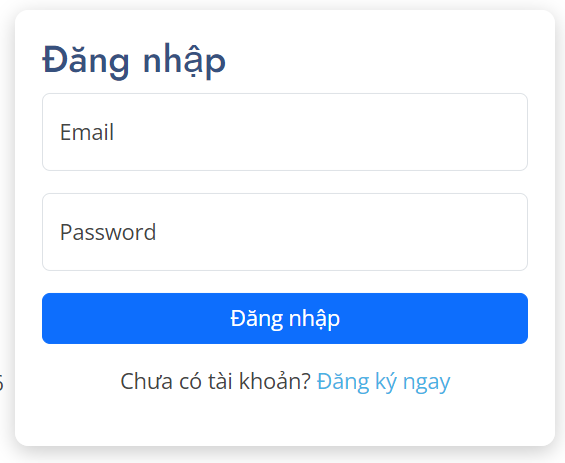 Đăng nhập
Email
Password
Đăng nhập
Chưa có tài khoản? Đăng ký ngay